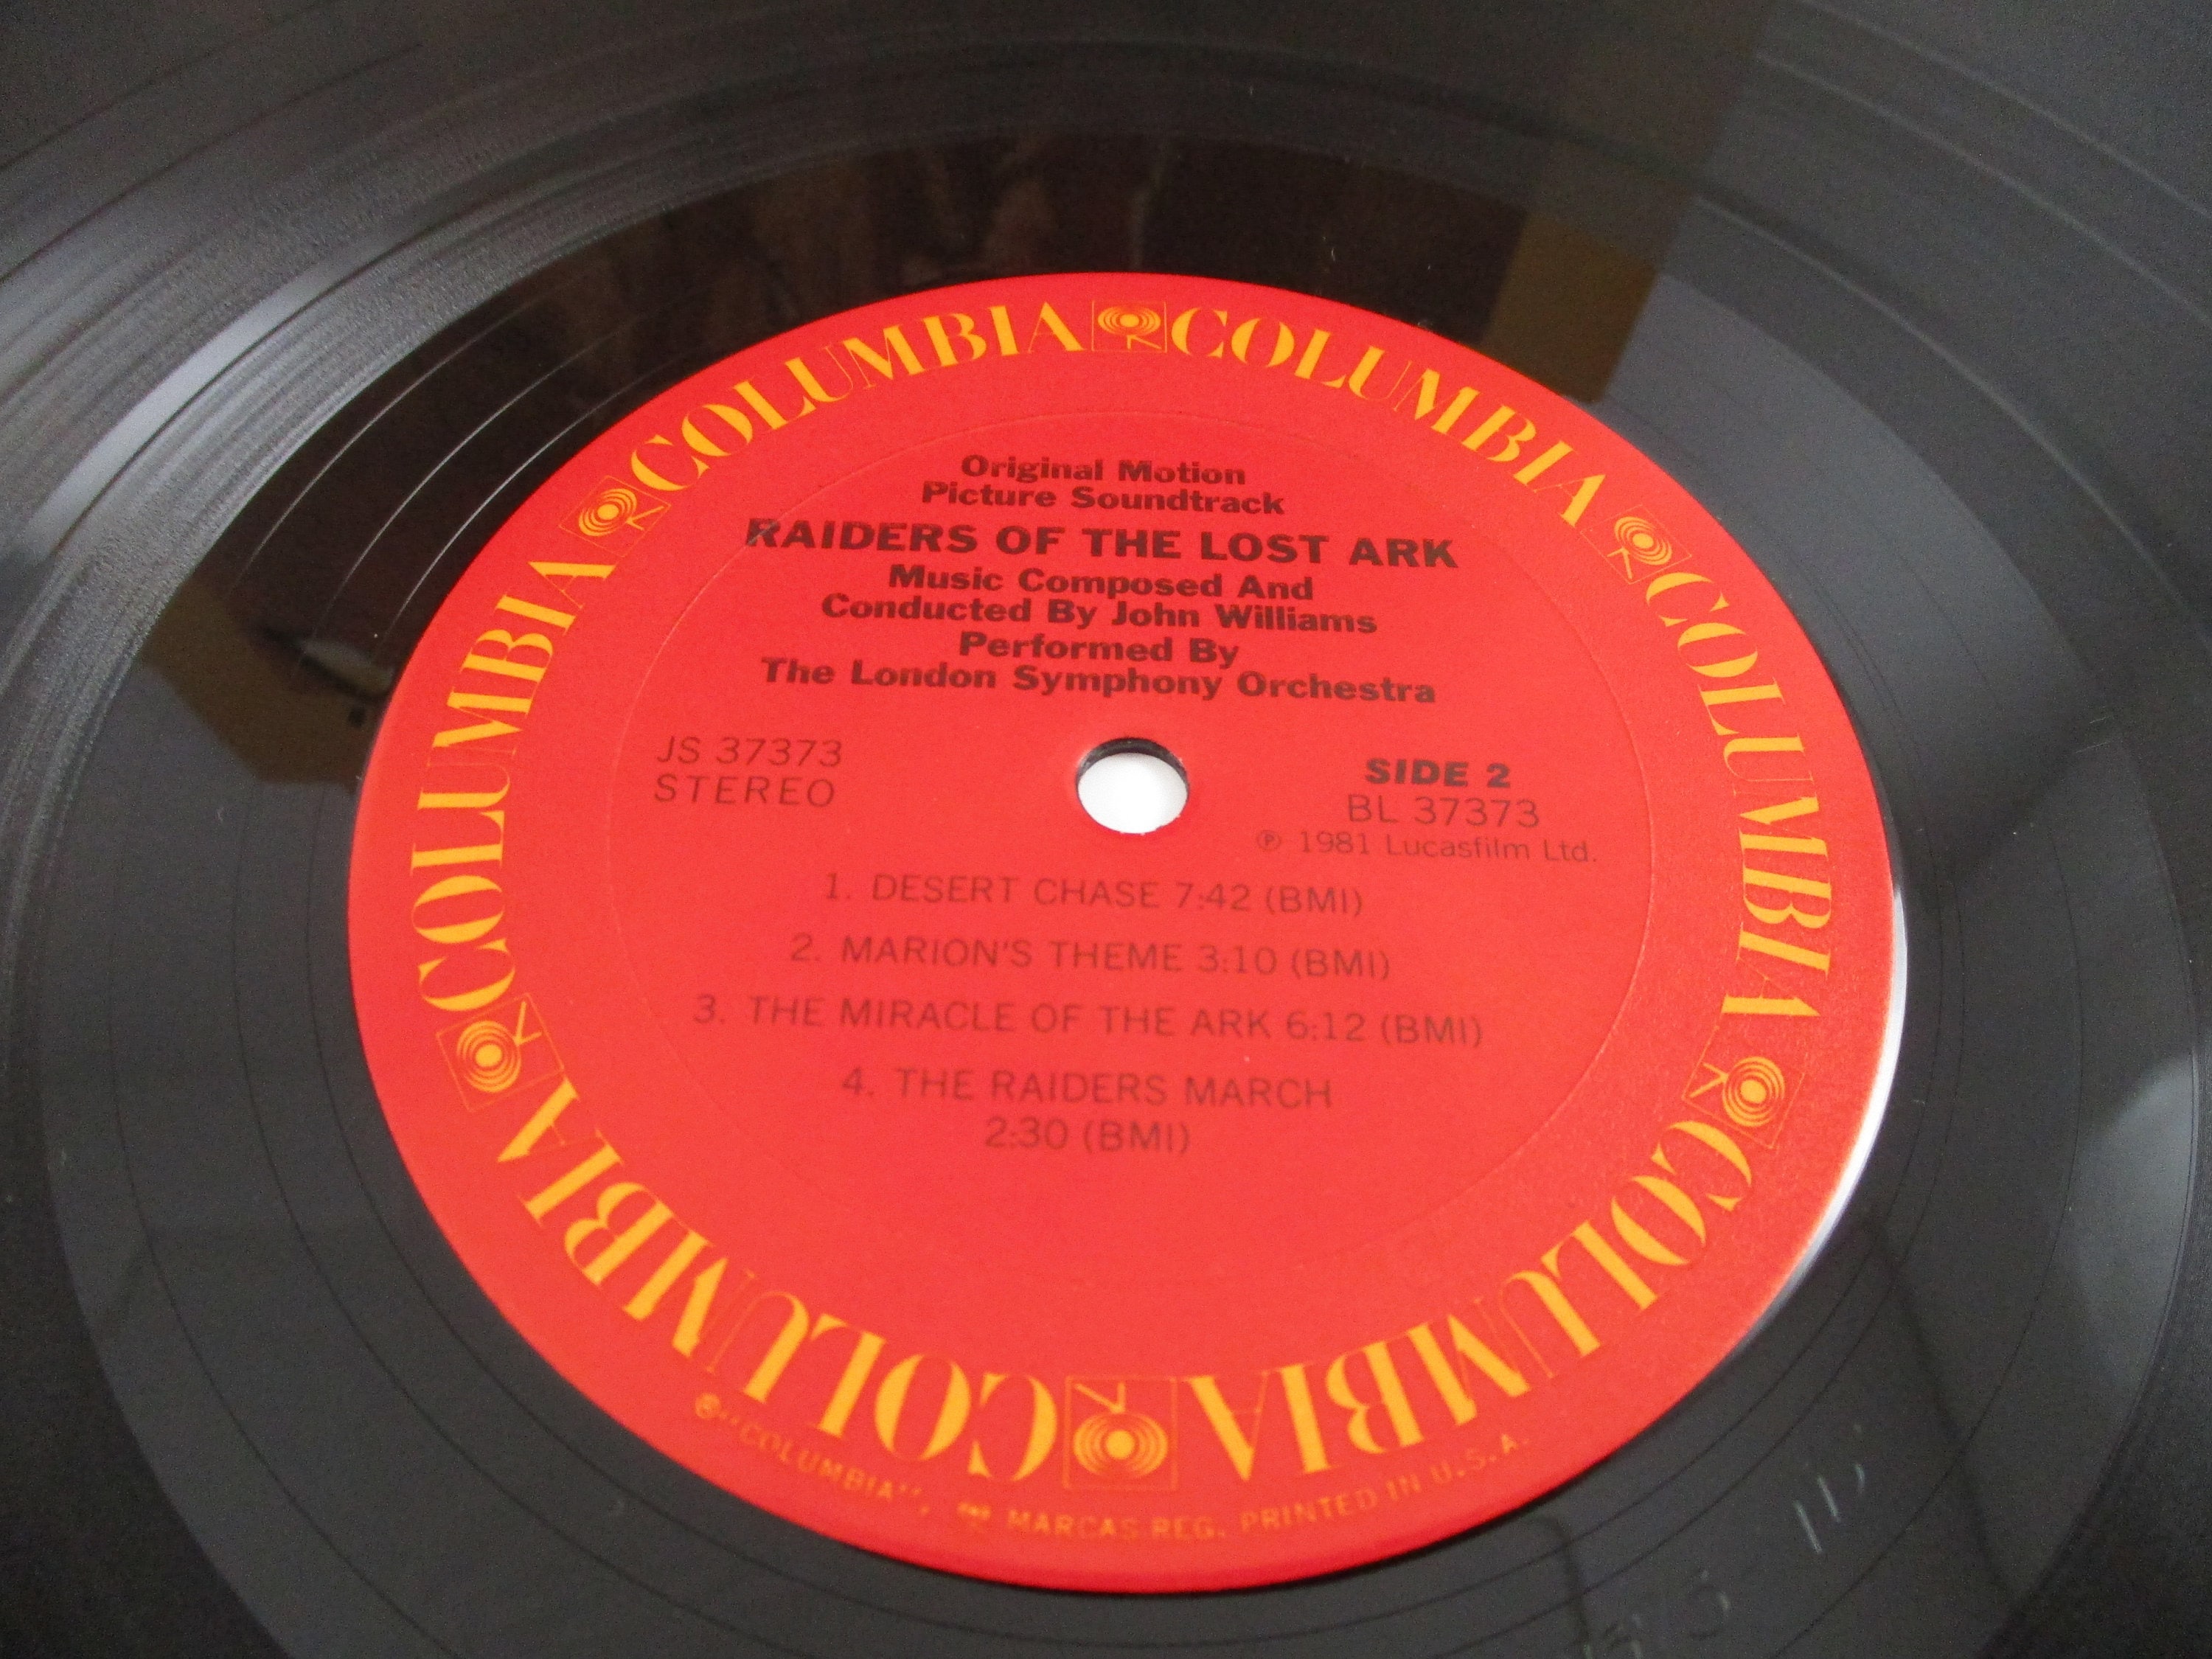 COLUMBIA COLUMBIA COLUMBIA COLUMBIA COLUMBIA COLUMBIA
Original Motion
Picture Soundtrack
RAIDERS OF THE LOST ARK
Music Composed And
Conducted By John Williams
Performed By
The London Symphony Orchestra
JS 37373
STEREO
SIDE 2
BL 37373
℗ 1981 Lucasfilm Ltd.
1. DESERT CHASE 7:42 (BMI)
2. MARION'S THEME 3:10 (BMI)
3. THE MIRACLE OF THE ARK 6:12 (BMI)
4. THE RAIDERS MARCH
2:30 (BMI)
® "COLUMBIA", MARCAS REG. PRINTED IN U.S.A.